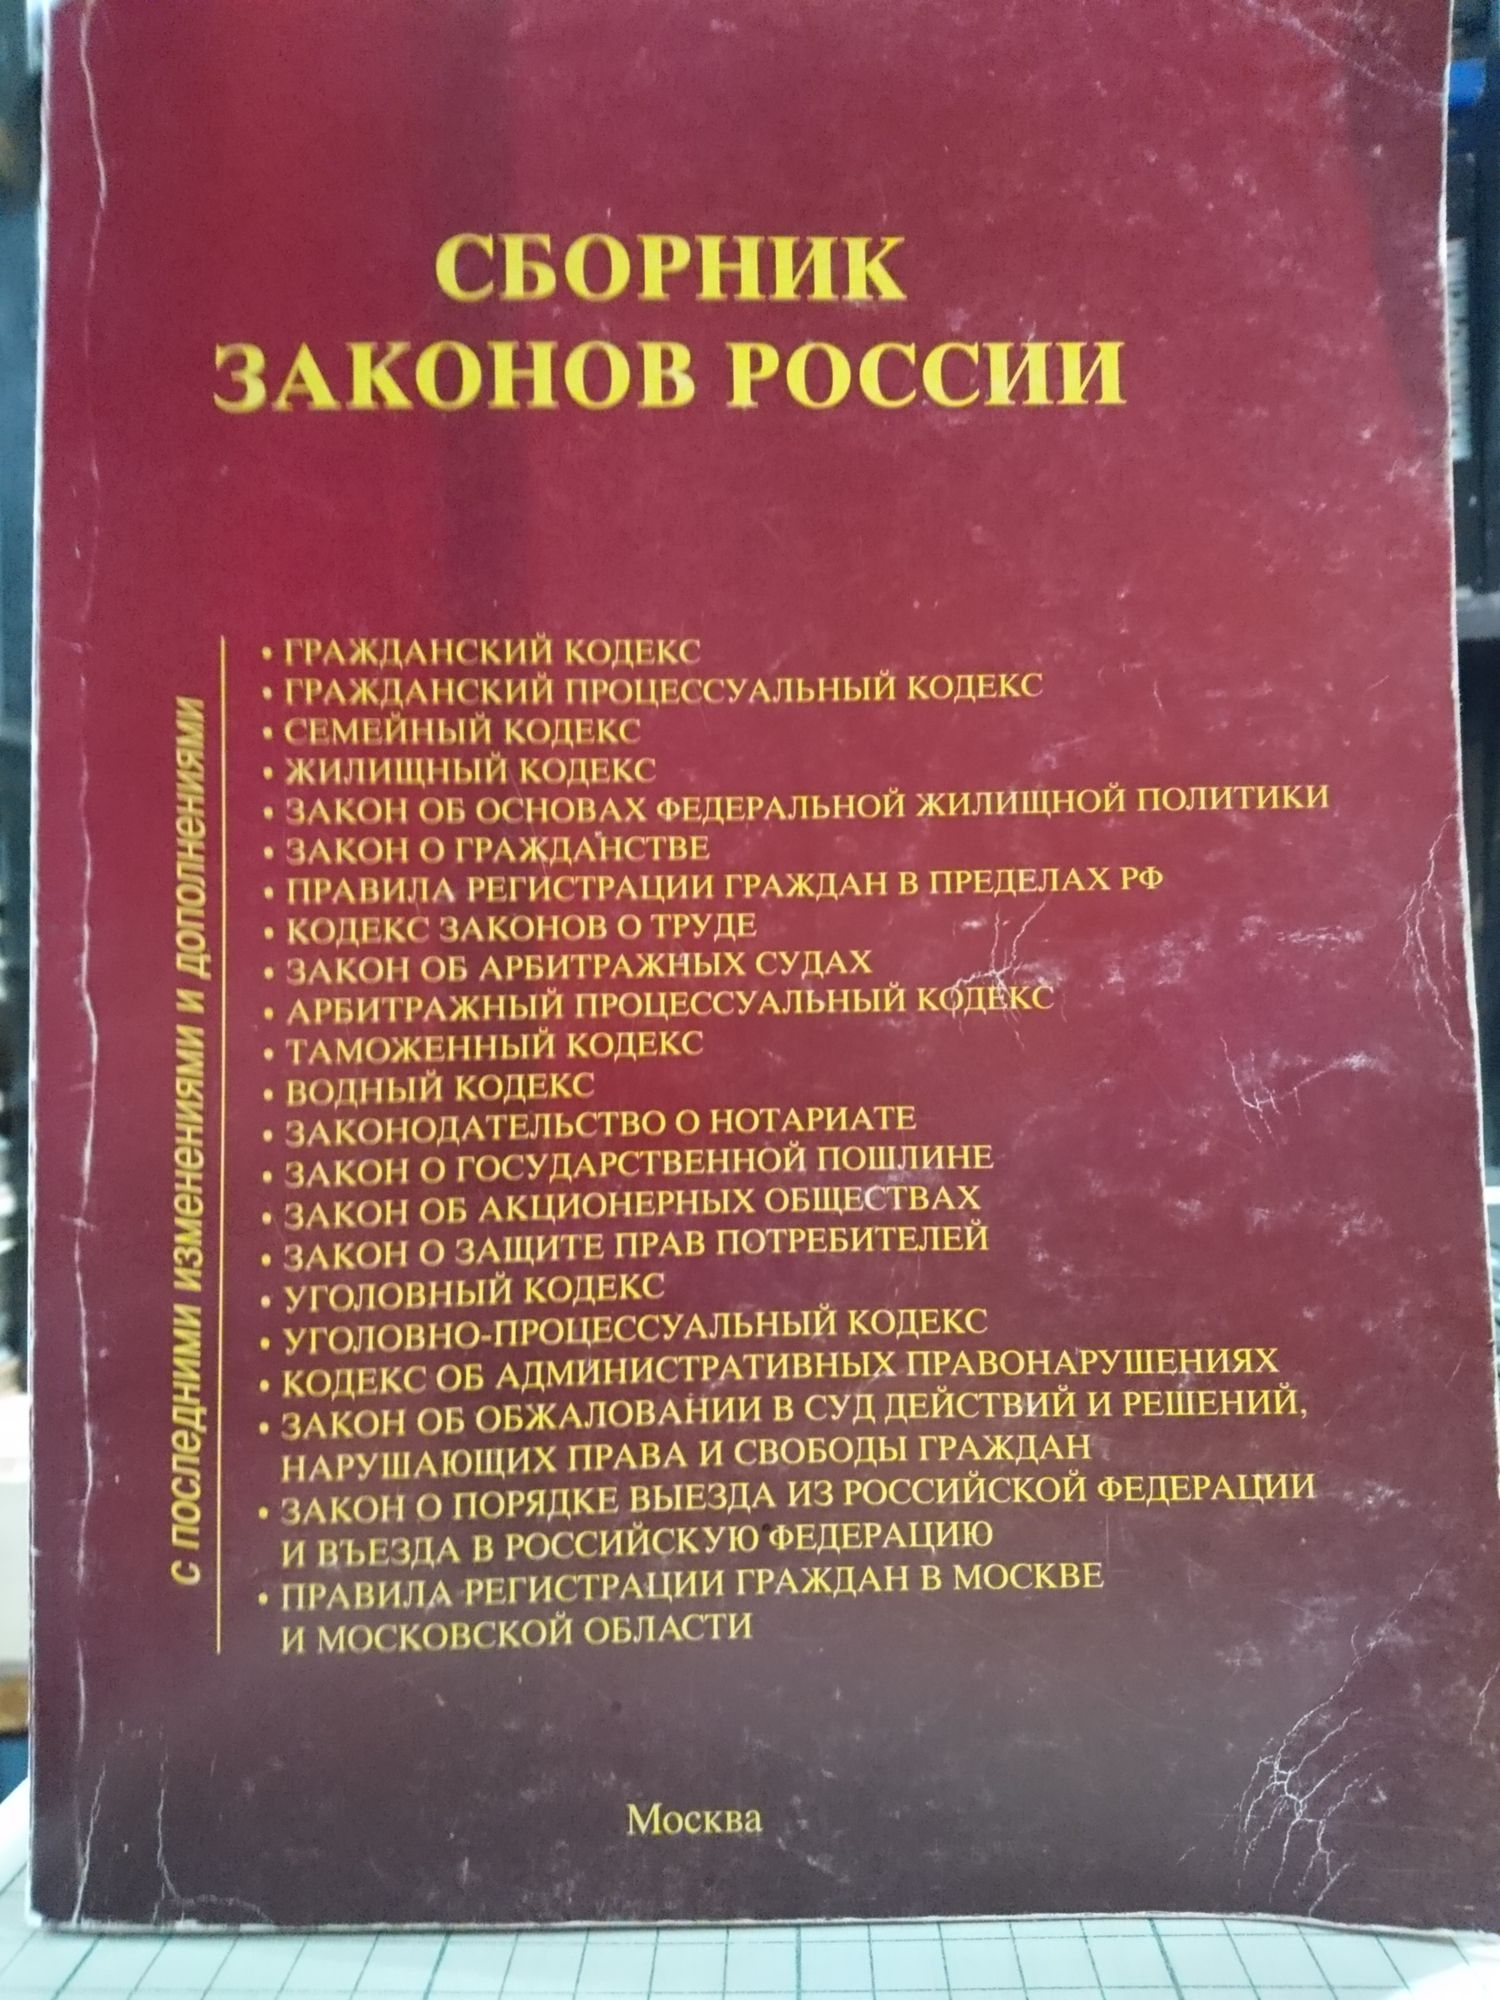 СБОРНИК
ЗАКОНОВ РОССИИ
с последними изменениями и дополнениями
• ГРАЖДАНСКИЙ КОДЕКС
• ГРАЖДАНСКИЙ ПРОЦЕССУАЛЬНЫЙ КОДЕКС
• СЕМЕЙНЫЙ КОДЕКС
• ЖИЛИЩНЫЙ КОДЕКС
• ЗАКОН ОБ ОСНОВАХ ФЕДЕРАЛЬНОЙ ЖИЛИЩНОЙ ПОЛИТИКИ
• ЗАКОН О ГРАЖДАНСТВЕ
• ПРАВИЛА РЕГИСТРАЦИИ ГРАЖДАН В ПРЕДЕЛАХ РФ
• КОДЕКС ЗАКОНОВ О ТРУДЕ
• ЗАКОН ОБ АРБИТРАЖНЫХ СУДАХ
• АРБИТРАЖНЫЙ ПРОЦЕССУАЛЬНЫЙ КОДЕКС
• ТАМОЖЕННЫЙ КОДЕКС
• ВОДНЫЙ КОДЕКС
• ЗАКОНОДАТЕЛЬСТВО О НОТАРИАТЕ
• ЗАКОН О ГОСУДАРСТВЕННОЙ ПОШЛИНЕ
• ЗАКОН ОБ АКЦИОНЕРНЫХ ОБЩЕСТВАХ
• ЗАКОН О ЗАЩИТЕ ПРАВ ПОТРЕБИТЕЛЕЙ
• УГОЛОВНЫЙ КОДЕКС
• УГОЛОВНО-ПРОЦЕССУАЛЬНЫЙ КОДЕКС
• КОДЕКС ОБ АДМИНИСТРАТИВНЫХ ПРАВОНАРУШЕНИЯХ
• ЗАКОН ОБ ОБЖАЛОВАНИИ В СУД ДЕЙСТВИЙ И РЕШЕНИЙ,
НАРУШАЮЩИХ ПРАВА И СВОБОДЫ ГРАЖДАН
• ЗАКОН О ПОРЯДКЕ ВЫЕЗДА ИЗ РОССИЙСКОЙ ФЕДЕРАЦИИ
И ВЪЕЗДА В РОССИЙСКУЮ ФЕДЕРАЦИЮ
• ПРАВИЛА РЕГИСТРАЦИИ ГРАЖДАН В МОСКВЕ
И МОСКОВСКОЙ ОБЛАСТИ
Москва